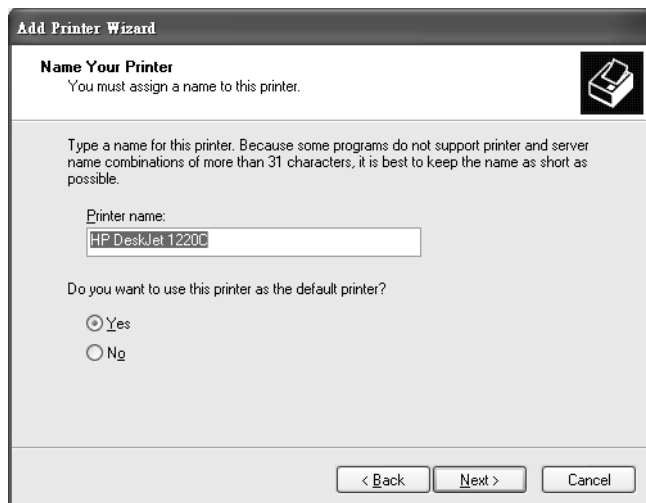 Add Printer Wizard
Name Your Printer
You must assign a name to this printer.
Type a name for this printer. Because some programs do not support printer and server
name combinations of more than 31 characters, it is best to keep the name as short as
possible.
Printer name:
HP DeskJet 1220C
Do you want to use this printer as the default printer?
Yes
No
< Back
Next >
Cancel